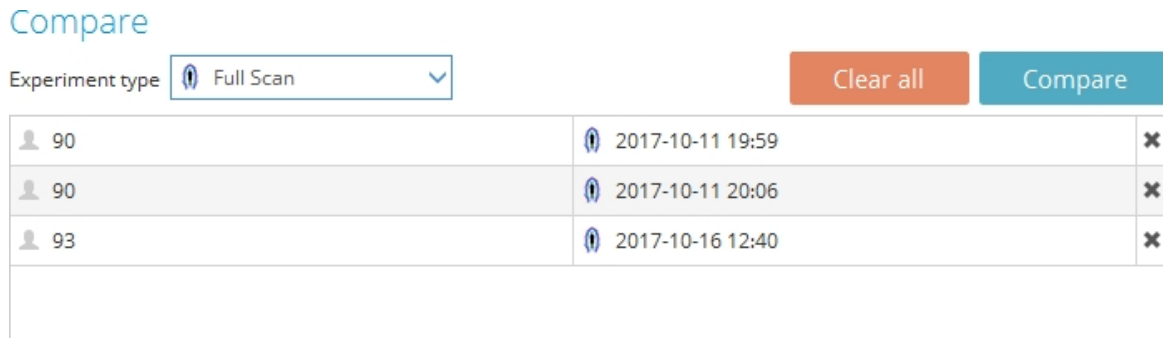 Compare
Experiment type Full Scan Clear all Compare
90 2017-10-11 19:59
90 2017-10-11 20:06
93 2017-10-16 12:40